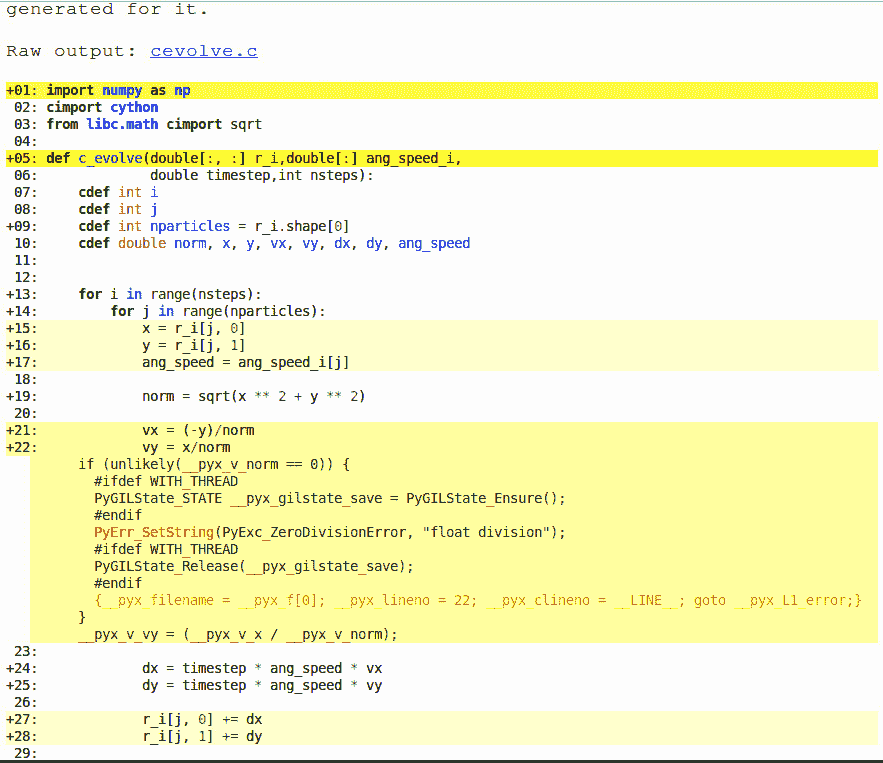 generated for it.
Raw output: cevolve.c
+01: import numpy as np
 02: cimport cython
 03: from libc.math cimport sqrt
 04:
+05: def c_evolve(double[:, :] r_i,double[:] ang_speed_i,
 06:              double timestep,int nsteps):
 07:     cdef int i
 08:     cdef int j
+09:     cdef int nparticles = r_i.shape[0]
 10:     cdef double norm, x, y, vx, vy, dx, dy, ang_speed
 11:
 12:
+13:     for i in range(nsteps):
+14:         for j in range(nparticles):
+15:             x = r_i[j, 0]
+16:             y = r_i[j, 1]
+17:             ang_speed = ang_speed_i[j]
 18:
+19:             norm = sqrt(x ** 2 + y ** 2)
 20:
+21:             vx = (-y)/norm
+22:             vy = x/norm
         if (unlikely(__pyx_v_norm == 0)) {
           #ifdef WITH_THREAD
           PyGILState_STATE __pyx_gilstate_save = PyGILState_Ensure();
           #endif
           PyErr_SetString(PyExc_ZeroDivisionError, "float division");
           #ifdef WITH_THREAD
           PyGILState_Release(__pyx_gilstate_save);
           #endif
           {__pyx_filename = __pyx_f[0]; __pyx_lineno = 22; __pyx_clineno = __LINE__; goto __pyx_L1_error;}
         }
         __pyx_v_vy = (__pyx_v_x / __pyx_v_norm);
 23:
+24:             dx = timestep * ang_speed * vx
+25:             dy = timestep * ang_speed * vy
 26:
+27:             r_i[j, 0] += dx
+28:             r_i[j, 1] += dy
 29: